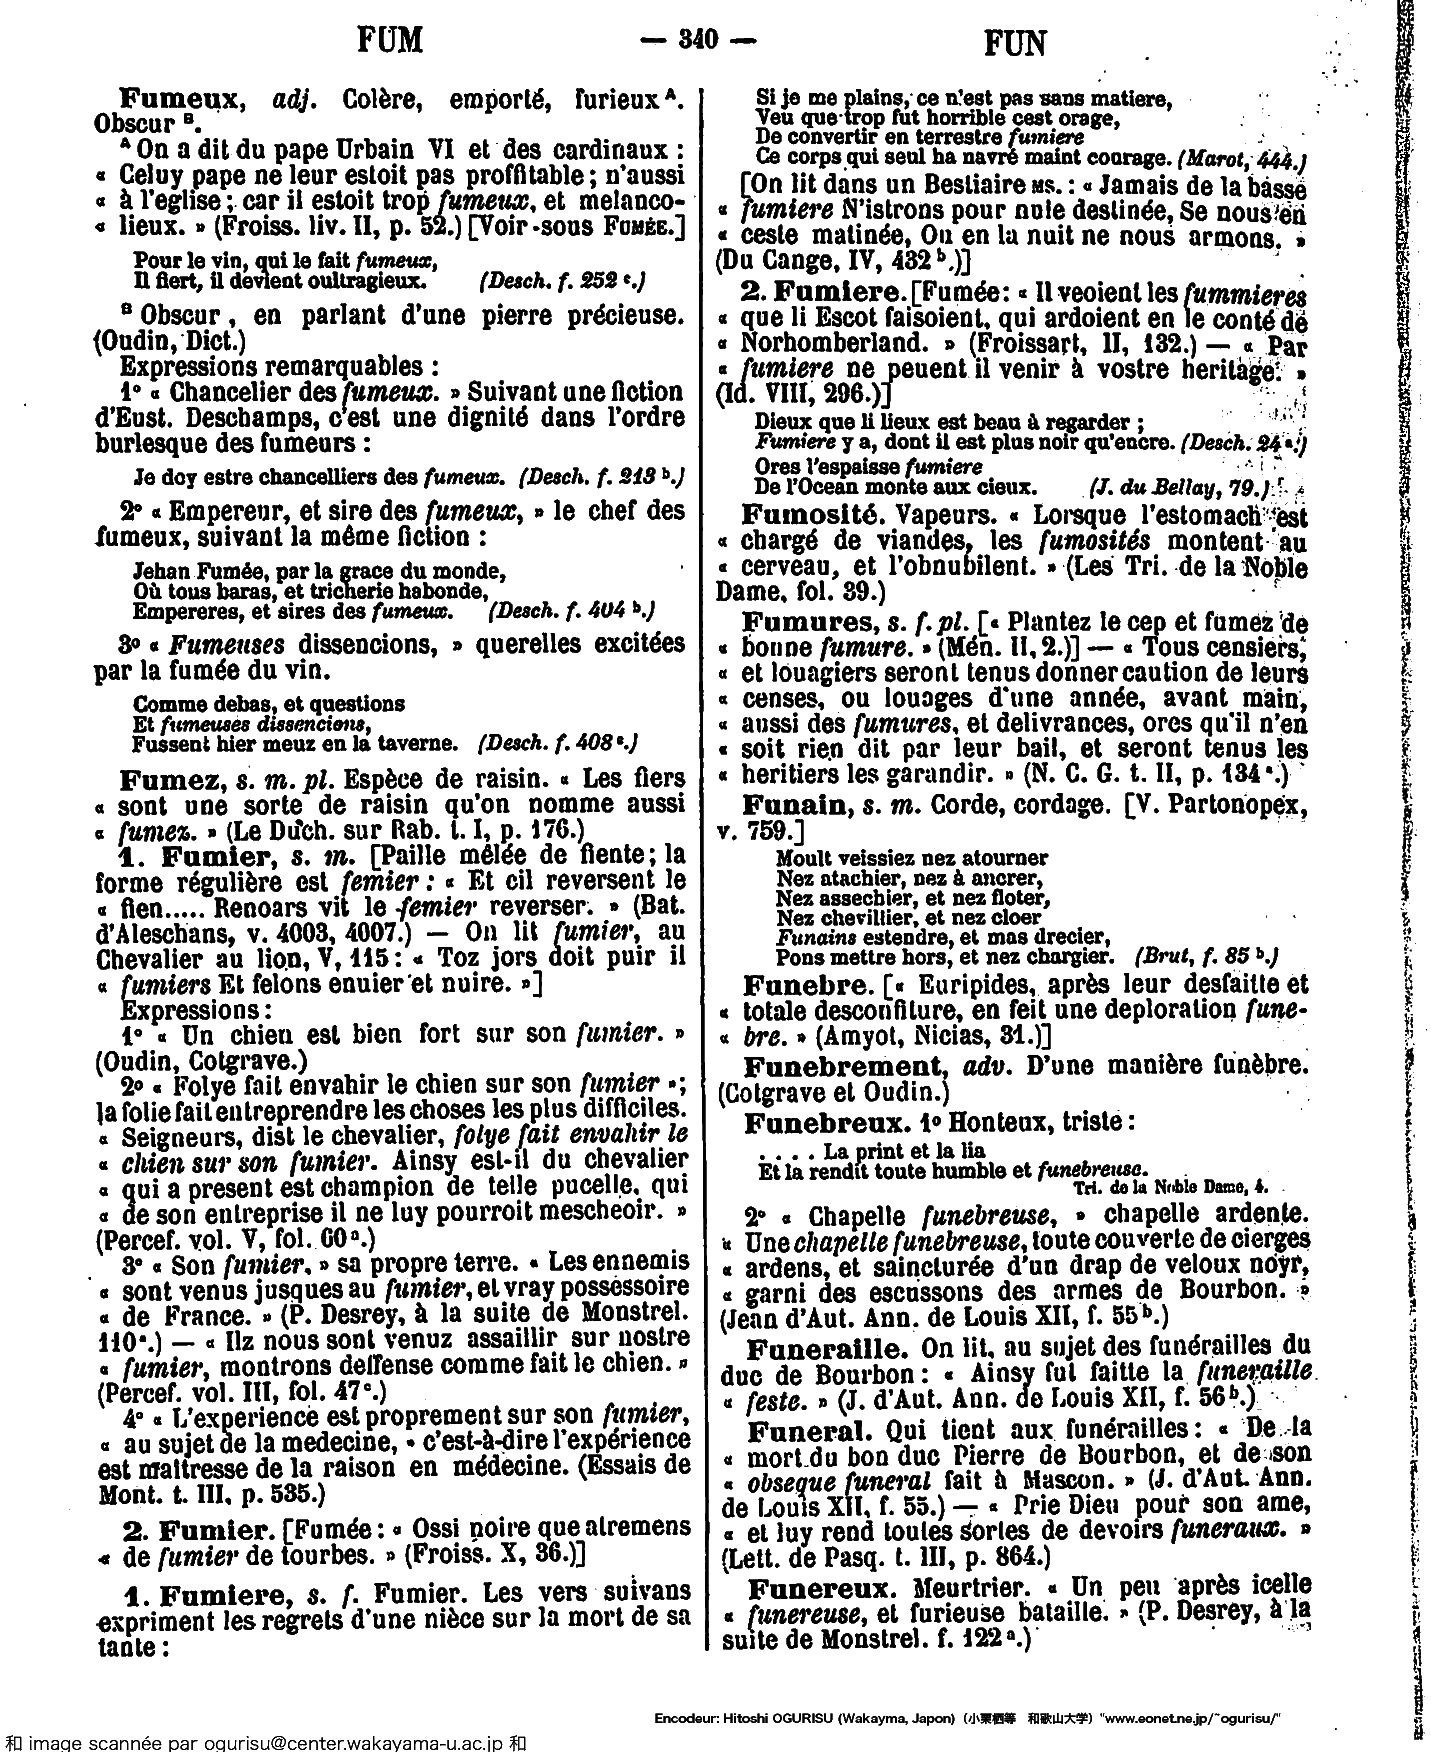 FUM — 340 — FUN
Fumeux, adj. Colère, emporté, furieux ᴬ.
Obscur ᴮ.
ᴬ On a dit du pape Urbain VI et des cardinaux :
« Celuy pape ne leur estoit pas proffitable ; n'aussi
« à l'eglise ; car il estoit trop fumeux, et melanco-
« lieux. » (Froiss. liv. II, p. 52.) [Voir sous FUMÉE.]
Pour le vin, qui le fait fumeux,
Il fiert, il devient oultragieux. (Desch. f. 252 ᶜ.)
ᴮ Obscur, en parlant d'une pierre précieuse.
(Oudin, Dict.)
Expressions remarquables :
1º « Chancelier des fumeux. » Suivant une fiction
d'Eust. Deschamps, c'est une dignité dans l'ordre
burlesque des fumeurs :
Je doy estre chancelliers des fumeux. (Desch. f. 213 ᵇ.)
2º « Empereur, et sire des fumeux, » le chef des
fumeux, suivant la même fiction :
Jehan Fumée, par la grace du monde,
Où tous baras, et tricherie habonde,
Empereres, et sires des fumeux. (Desch. f. 404 ᵇ.)
3º « Fumeuses dissencions, » querelles excitées
par la fumée du vin.
Comme debas, et questions
Et fumeuses dissencions,
Fussent hier meuz en la taverne. (Desch. f. 408 ᵃ.)
Fumez, s. m. pl. Espèce de raisin. « Les fiers
« sont une sorte de raisin qu'on nomme aussi
« fumez. » (Le Duch. sur Rab. t. I, p. 176.)
1. Fumier, s. m. [Paille mêlée de fiente ; la
forme régulière est femier : « Et cil reversent le
« fien..... Renoars vit le femier reverser. » (Bat.
d'Aleschans, v. 4003, 4007.) — On lit fumier, au
Chevalier au lion, V, 115 : « Toz jors doit puir il
« fumiers Et felons enuier et nuire. »]
Expressions :
1º « Un chien est bien fort sur son fumier. »
(Oudin, Cotgrave.)
2º « Folye fait envahir le chien sur son fumier » ;
la folie fait entreprendre les choses les plus difficiles.
« Seigneurs, dist le chevalier, folye fait envahir le
« chien sur son fumier. Ainsy est-il du chevalier
« qui a present est champion de telle pucelle, qui
« de son entreprise il ne luy pourroit mescheoir. »
(Percef. vol. V, fol. 60 ᵃ.)
3º « Son fumier, » sa propre terre. « Les ennemis
« sont venus jusques au fumier, et vray possessoire
« de France. » (P. Desrey, à la suite de Monstrel.
110 ᵃ.) — « Ilz nous sont venuz assaillir sur nostre
« fumier, montrons deffense comme fait le chien. »
(Percef. vol. III, fol. 47 ᶜ.)
4º « L'experience est proprement sur son fumier,
« au sujet de la medecine, » c'est-à-dire l'expérience
est maîtresse de la raison en médecine. (Essais de
Mont. t. III, p. 535.)
2. Fumier. [Fumée : « Ossi noire que atremens
« de fumier de tourbes. » (Froiss. X, 36.)]
1. Fumiere, s. f. Fumier. Les vers suivans
expriment les regrets d'une nièce sur la mort de sa
tante :
Si je me plains, ce n'est pas sans matiere,
Veu que trop fut horrible cest orage,
De convertir en terrestre fumiere
Ce corps qui seul ha navré maint courage. (Marot, 444.)
[On lit dans un Bestiaire MS. : « Jamais de la basse
« fumiere N'istrons pour nule destinée, Se nous en
« ceste matinée, Ou en la nuit ne nous armons. »
(Du Cange, IV, 432 ᵇ.)]
2. Fumiere. [Fumée : « Il veoient les fummieres
« que li Escot faisoient, qui ardoient en le conté de
« Norhomberland. » (Froissart, II, 132.) — « Par
« fumiere ne peuent il venir à vostre heritage. »
(Id. VIII, 296.)]
Dieux que li lieux est beau à regarder ;
Fumiere y a, dont il est plus noir qu'encre. (Desch. 24 ᵃ.)
Ores l'espaisse fumiere
De l'Ocean monte aux cieux. (J. du Bellay, 79.)
Fumosité. Vapeurs. « Lorsque l'estomach est
« chargé de viandes, les fumosités montent au
« cerveau, et l'obnubilent. » (Les Tri. de la Noble
Dame, fol. 39.)
Fumures, s. f. pl. [« Plantez le cep et fumez de
« bonne fumure. » (Mén. II, 2.)] — « Tous censiers,
« et louagiers seront tenus donner caution de leurs
« censes, ou louages d'une année, avant main,
« aussi des fumures, et delivrances, ores qu'il n'en
« soit rien dit par leur bail, et seront tenus les
« heritiers les garandir. » (N. C. G. t. II, p. 134 ᵃ.)
Funain, s. m. Corde, cordage. [V. Partonopex,
v. 759.]
Moult veissiez nez atourner
Nez atachier, nez à ancrer,
Nez assechier, et nez floter,
Nez chevillier, et nez cloer
Funains estendre, et mas drecier,
Pons mettre hors, et nez chargier. (Brut, f. 85 ᵇ.)
Funebre. [« Euripides, après leur desfaitte et
« totale desconfiture, en feit une deploration fune-
« bre. » (Amyot, Nicias, 31.)]
Funebrement, adv. D'une manière funèbre.
(Cotgrave et Oudin.)
Funebreux. 1º Honteux, triste :
. . . . La print et la lia
Et la rendit toute humble et funebreuse.
Tri. de la Noble Dame, 4.
2º « Chapelle funebreuse, » chapelle ardente.
« Une chapelle funebreuse, toute couverte de cierges
« ardens, et saincturée d'un drap de veloux noyr,
« garni des escussons des armes de Bourbon. »
(Jean d'Aut. Ann. de Louis XII, f. 55 ᵇ.)
Funeraille. On lit, au sujet des funérailles du
duc de Bourbon : « Ainsy fut faitte la funeraille
« feste. » (J. d'Aut. Ann. de Louis XII, f. 56 ᵇ.)
Funeral. Qui tient aux funérailles : « De la
« mort du bon duc Pierre de Bourbon, et de son
« obseque funeral fait à Mascon. » (J. d'Aut. Ann.
de Louis XII, f. 55.) — « Prie Dieu pour son ame,
« et luy rend toutes sortes de devoirs funeraux. »
(Lett. de Pasq. t. III, p. 864.)
Funereux. Meurtrier. « Un peu après icelle
« funereuse, et furieuse bataille. » (P. Desrey, à la
suite de Monstrel. f. 122 ᵃ.)
Encodeur: Hitoshi OGURISU (Wakayma, Japon)（小栗栖等　和歌山大学）"www.eonet.ne.jp/~ogurisu/"
和 image scannée par ogurisu@center.wakayama-u.ac.jp 和